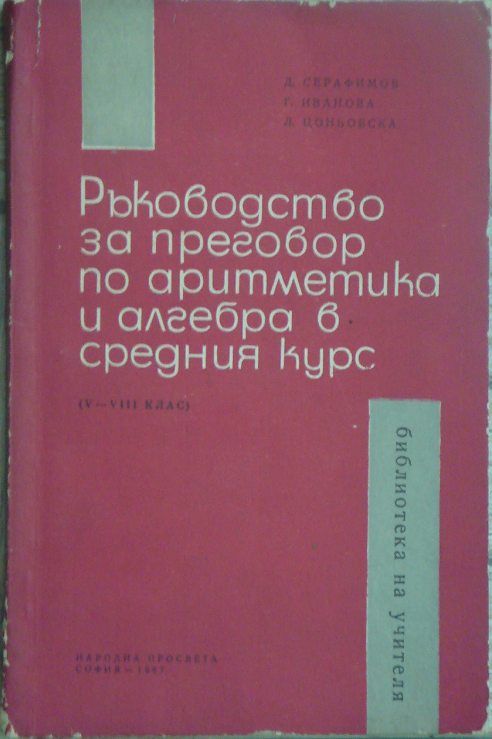 Д. СЕРАФИМОВ
Г. ИВАНОВА
Л. ЦОНЬОВСКА
Ръководство
за преговор
по аритметика
и алгебра в
средния курс
(V—VIII КЛАС)
библиотека на учителя
НАРОДНА ПРОСВЕТА
СОФИЯ — 1967